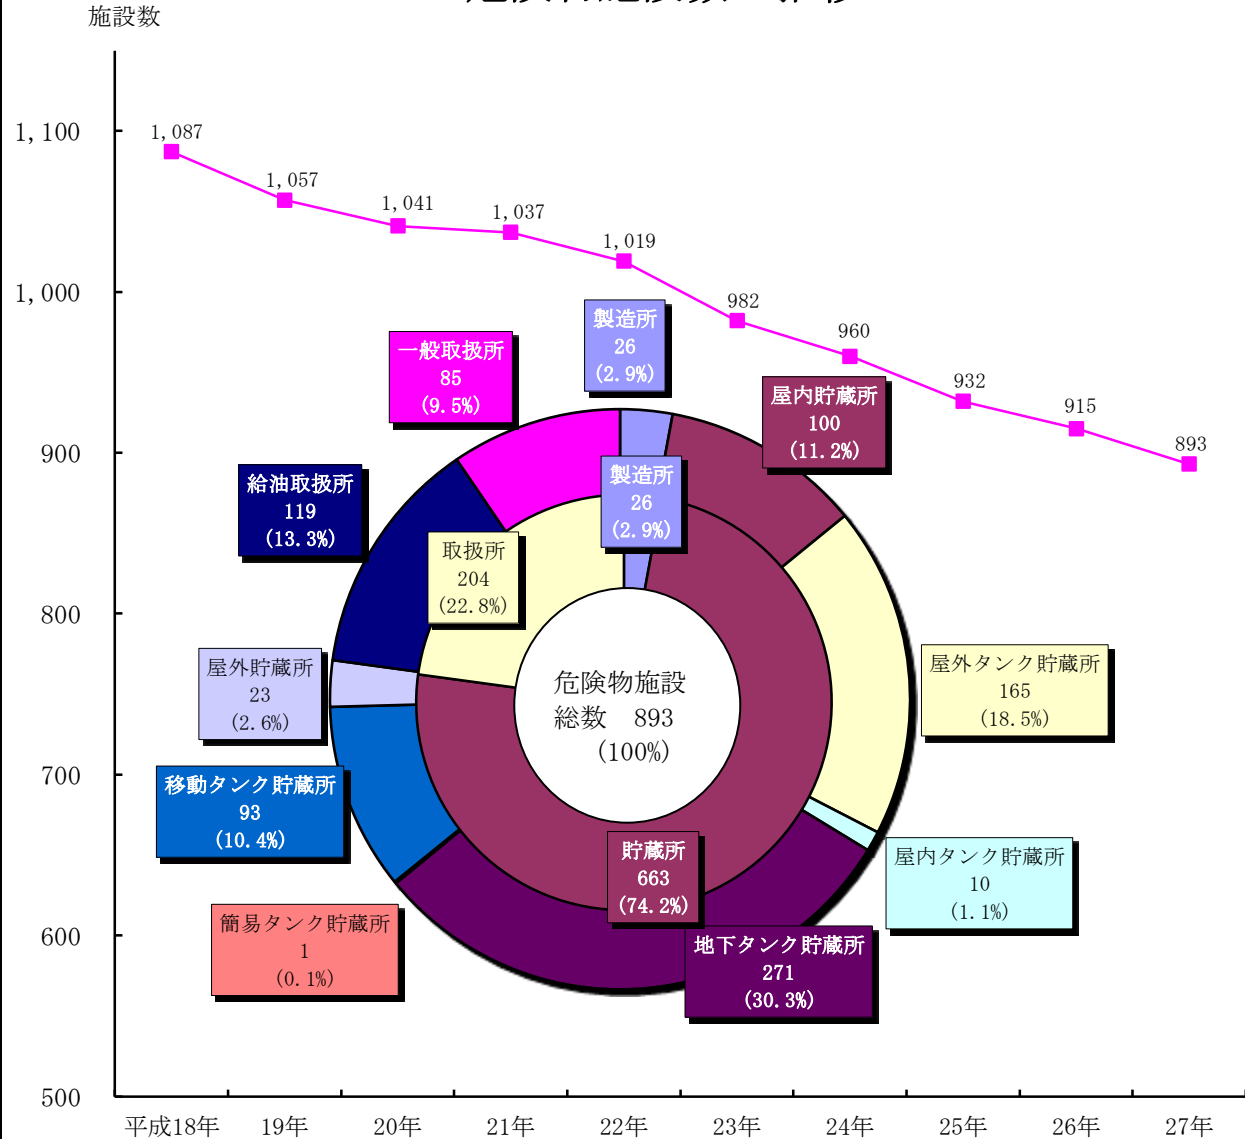 施設数
1,100
1,000
900
800
700
600
500
1,087
1,057
1,041
1,037
1,019
982
960
932
915
893
製造所
26
(2.9%)
一般取扱所
85
(9.5%)
屋内貯蔵所
100
(11.2%)
給油取扱所
119
(13.3%)
製造所
26
(2.9%)
取扱所
204
(22.8%)
屋外貯蔵所
23
(2.6%)
危険物施設
総数　893
(100%)
屋外タンク貯蔵所
165
(18.5%)
移動タンク貯蔵所
93
(10.4%)
貯蔵所
663
(74.2%)
屋内タンク貯蔵所
10
(1.1%)
簡易タンク貯蔵所
1
(0.1%)
地下タンク貯蔵所
271
(30.3%)
平成18年
19年
20年
21年
22年
23年
24年
25年
26年
27年